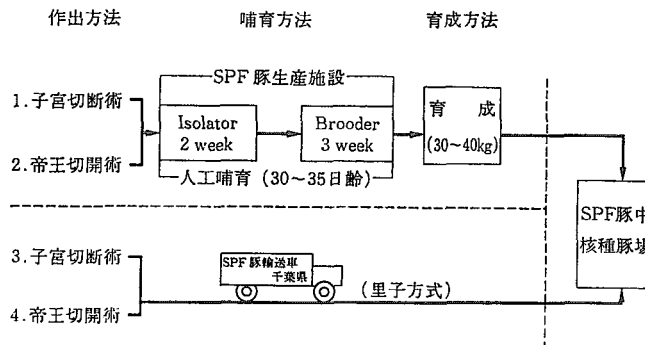 作出方法
哺育方法
育成方法
SPF豚生産施設
1.子宮切断術
2.帝王切開術
Isolator
2 week
Brooder
3 week
育 成
(30~40kg)
人工哺育 (30~35日齢)
SPF豚中
核種豚場
3.子宮切断術
4.帝王切開術
SPF豚輸送車
千葉県
(里子方式)